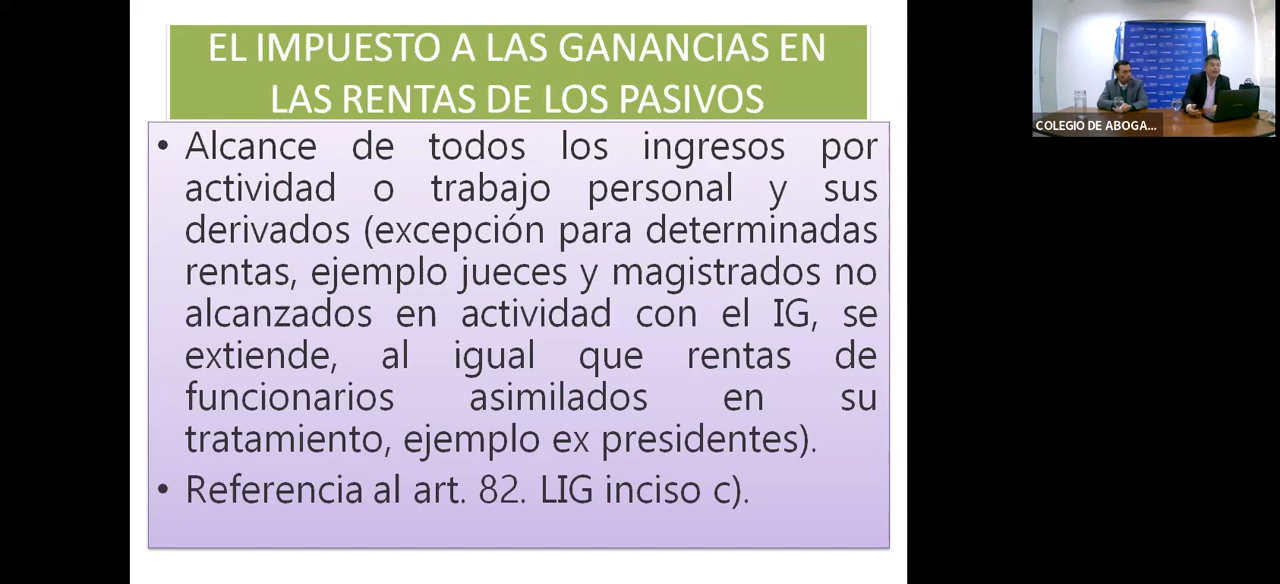 EL IMPUESTO A LAS GANANCIAS EN
LAS RENTAS DE LOS PASIVOS
• Alcance de todos los ingresos por
actividad o trabajo personal y sus
derivados (excepción para determinadas
rentas, ejemplo jueces y magistrados no
alcanzados en actividad con el IG, se
extiende, al igual que rentas de
funcionarios asimilados en su
tratamiento, ejemplo ex presidentes).
• Referencia al art. 82. LIG inciso c).
COLEGIO DE ABOGA...